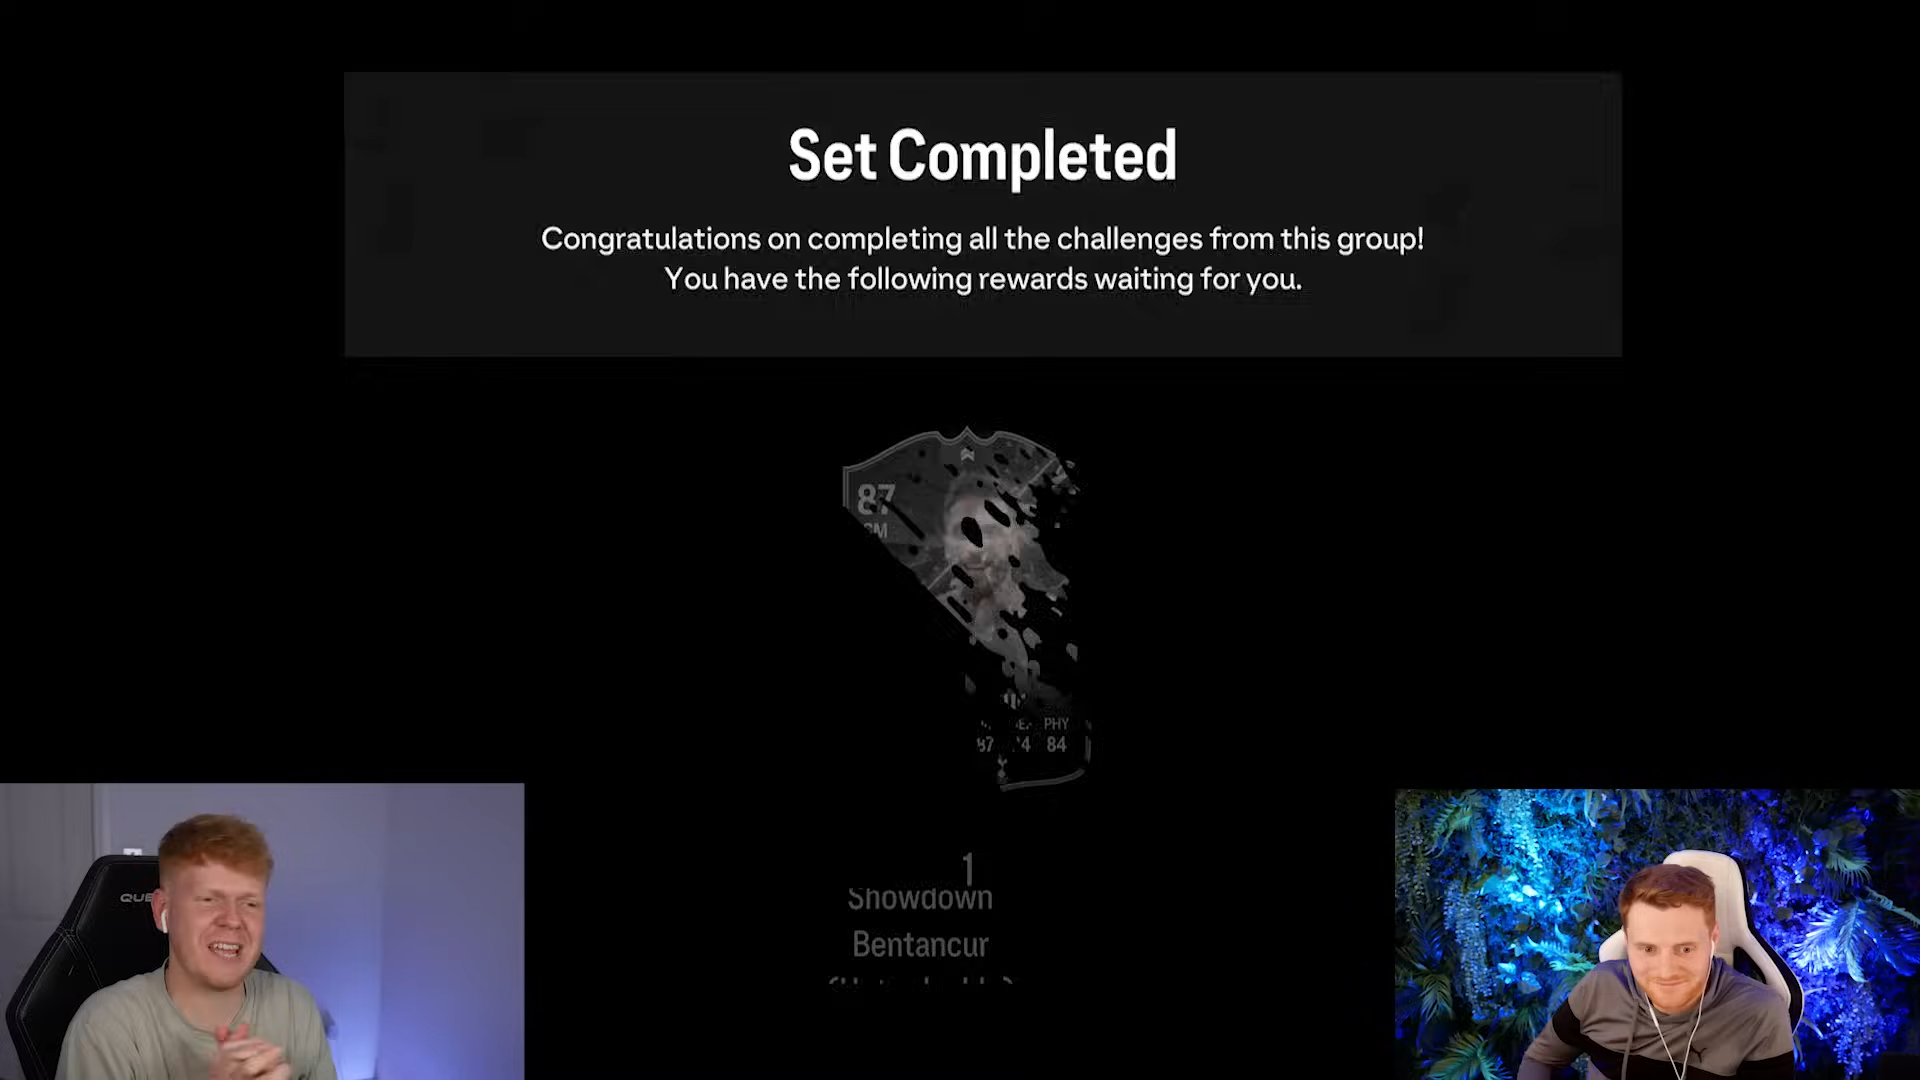 Set Completed
Congratulations on completing all the challenges from this group!
You have the following rewards waiting for you.
87
PHY
87 84
1
Showdown
Bentancur